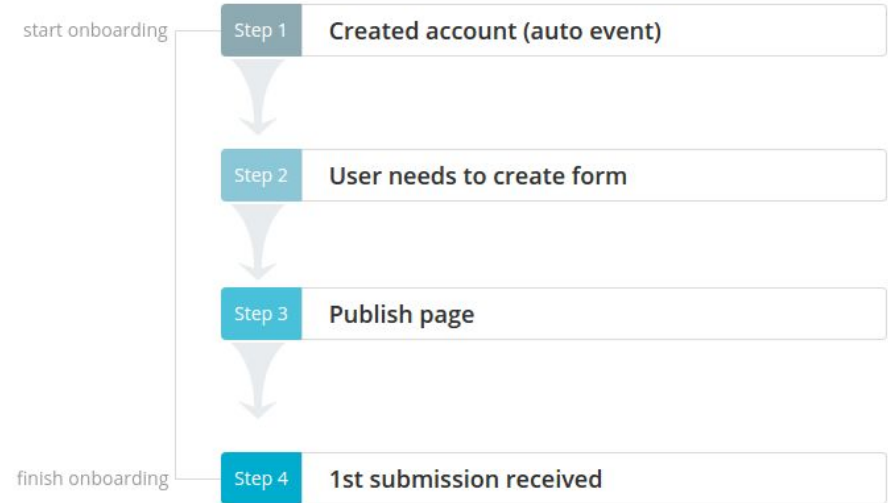 start onboarding
Step 1
Created account (auto event)
Step 2
User needs to create form
Step 3
Publish page
finish onboarding
Step 4
1st submission received